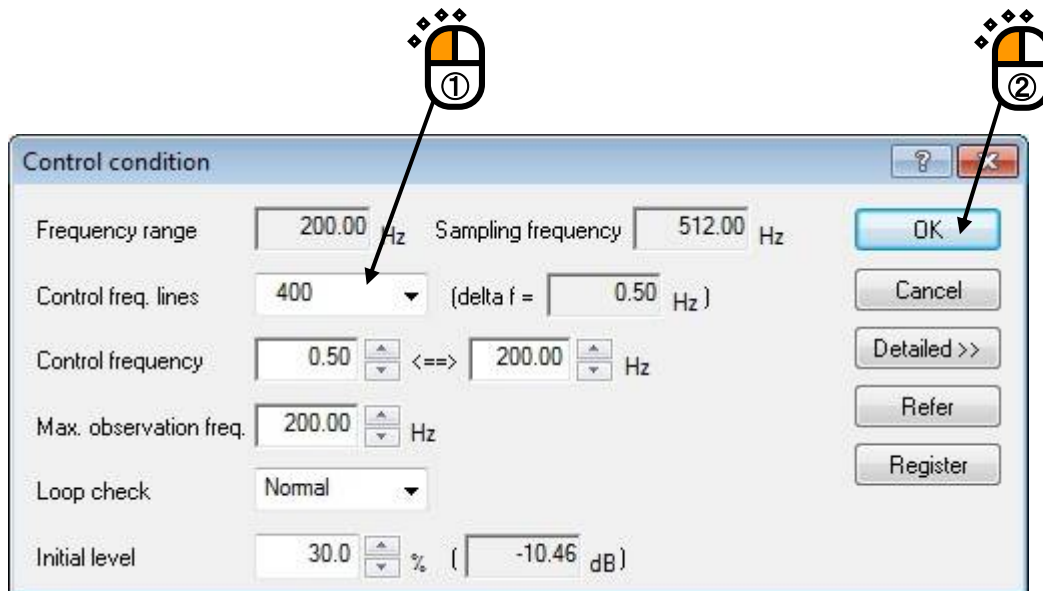 ① ②
Control condition
Frequency range 200.00 Hz Sampling frequency 512.00 Hz OK
Control freq. lines 400 (delta f = 0.50 Hz ) Cancel
Control frequency 0.50 <==> 200.00 Hz Detailed >>
Max. observation freq. 200.00 Hz Refer
Loop check Normal Register
Initial level 30.0 % ( -10.46 dB )